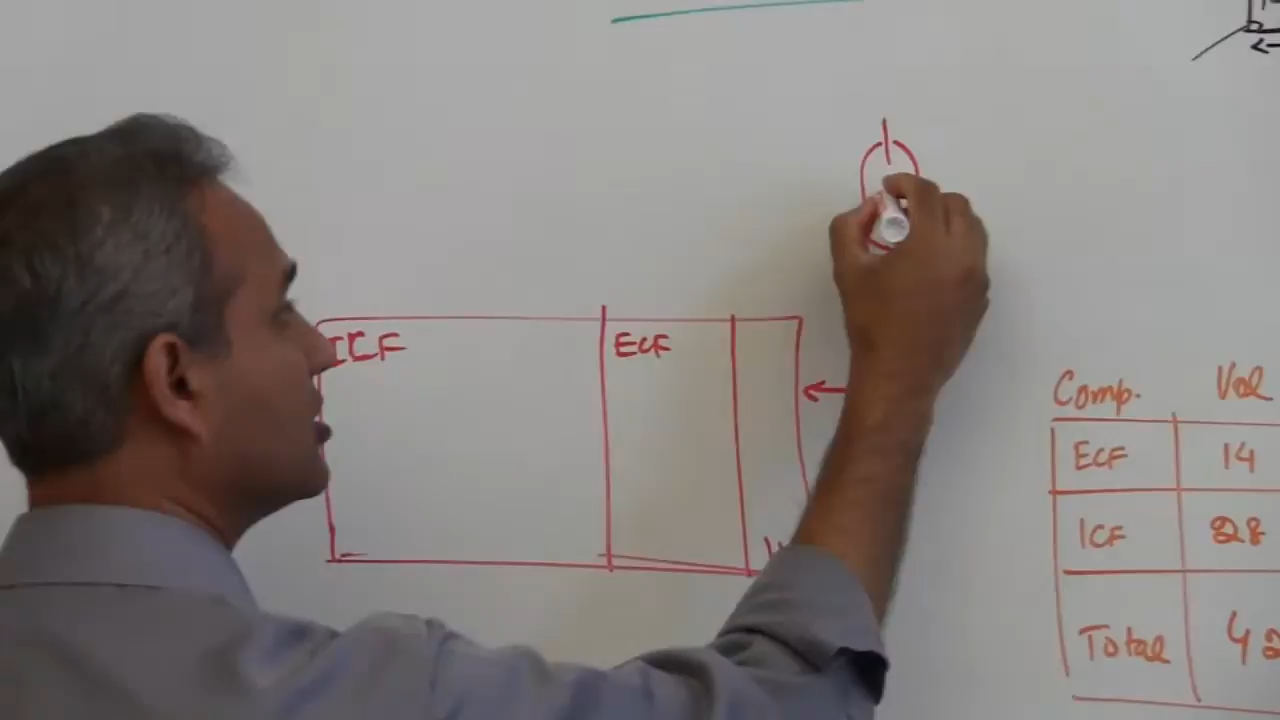 ICF ECF
Comp. Vol
ECF 14
ICF 28
Total 42